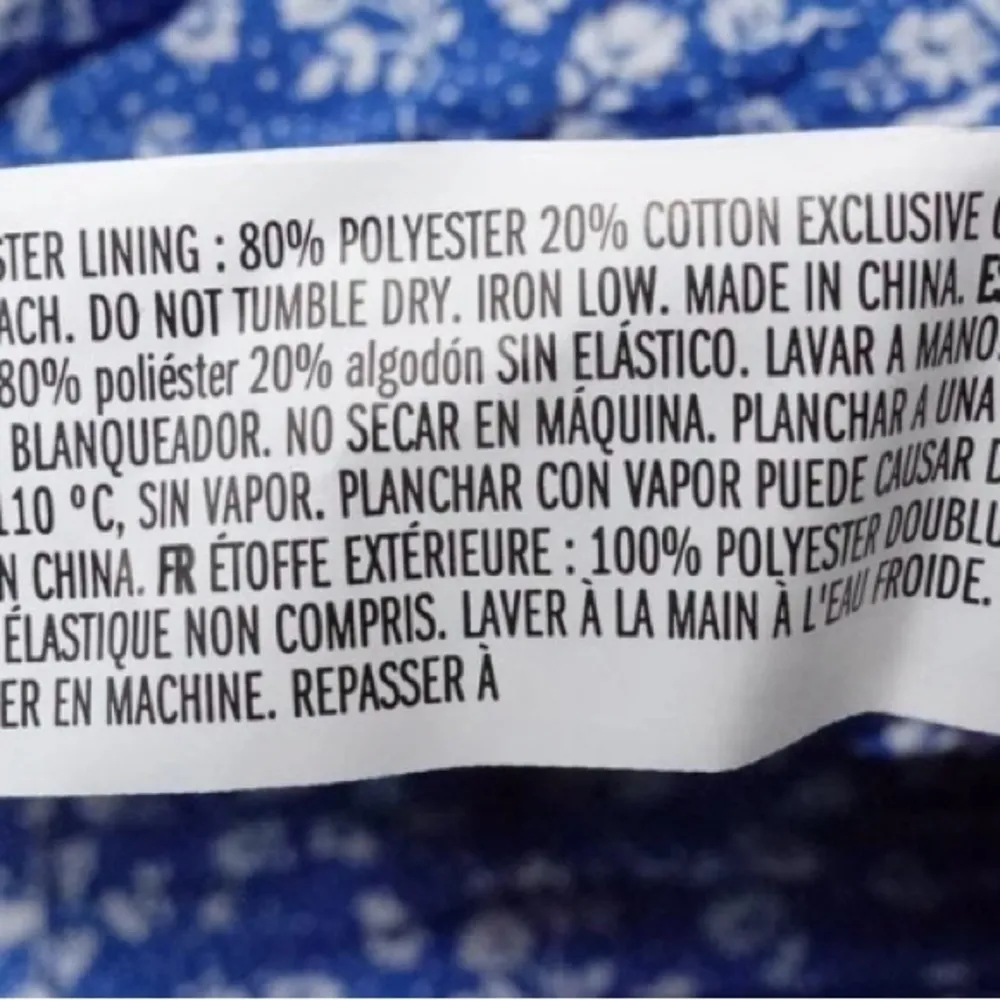 STER LINING : 80% POLYESTER 20% COTTON EXCLUSIVE
ACH. DO NOT TUMBLE DRY. IRON LOW. MADE IN CHINA. ES
80% poliéster 20% algodón SIN ELÁSTICO. LAVAR A MANO.
BLANQUEADOR. NO SECAR EN MÁQUINA. PLANCHAR A UNA
110 °C, SIN VAPOR. PLANCHAR CON VAPOR PUEDE CAUSAR
N CHINA. FR ÉTOFFE EXTÉRIEURE : 100% POLYESTER DOUBLU
ÉLASTIQUE NON COMPRIS. LAVER À LA MAIN À L'EAU FROIDE.
ER EN MACHINE. REPASSER À